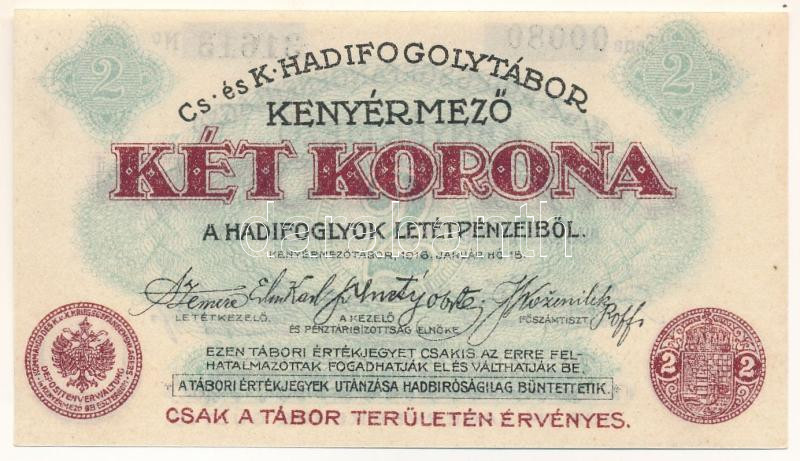 2
2
Cs. és K. HADIFOGOLYTÁBOR
KENYÉRMEZŐ
KÉT KORONA
A HADIFOGLYOK LETÉTPÉNZEIBŐL.
KENYÉRMEZŐTÁBOR, 1916. JANUÁR HÓ 15.
LETÉTKEZELŐ.
A KEZELŐ
ÉS PÉNZTÁRIBIZOTTSÁG ELNÖKE.
FŐSZÁMTISZT.
EZEN TÁBORI ÉRTÉKJEGYET CSAKIS AZ ERRE FEL-
HATALMAZOTTAK FOGADHATJÁK EL ÉS VÁLTHATJÁK BE.
A TÁBORI ÉRTÉKJEGYEK UTÁNZÁSA HADBIRÓSÁGILAG BÜNTETTETIK.
CSAK A TÁBOR TERÜLETÉN ÉRVÉNYES.
DEPOSITENVERWALTUNG
2
2
darabanth